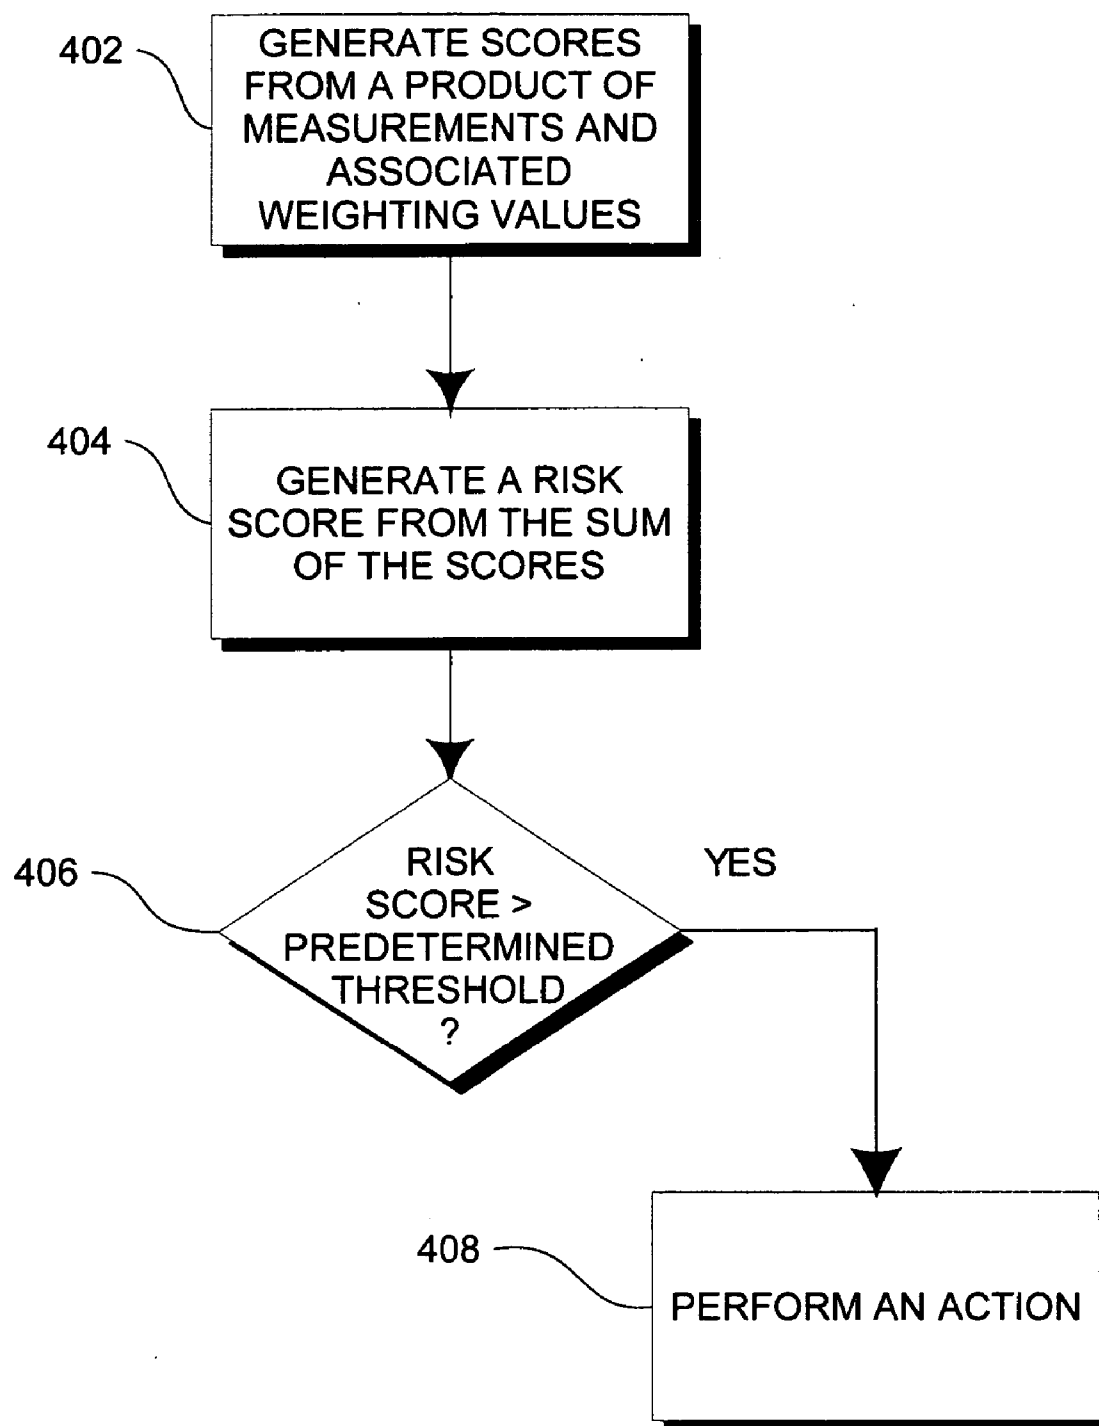 402
GENERATE SCORES
FROM A PRODUCT OF
MEASUREMENTS AND
ASSOCIATED
WEIGHTING VALUES
404
GENERATE A RISK
SCORE FROM THE SUM
OF THE SCORES
406
RISK
SCORE >
PREDETERMINED
THRESHOLD
?
YES
408
PERFORM AN ACTION